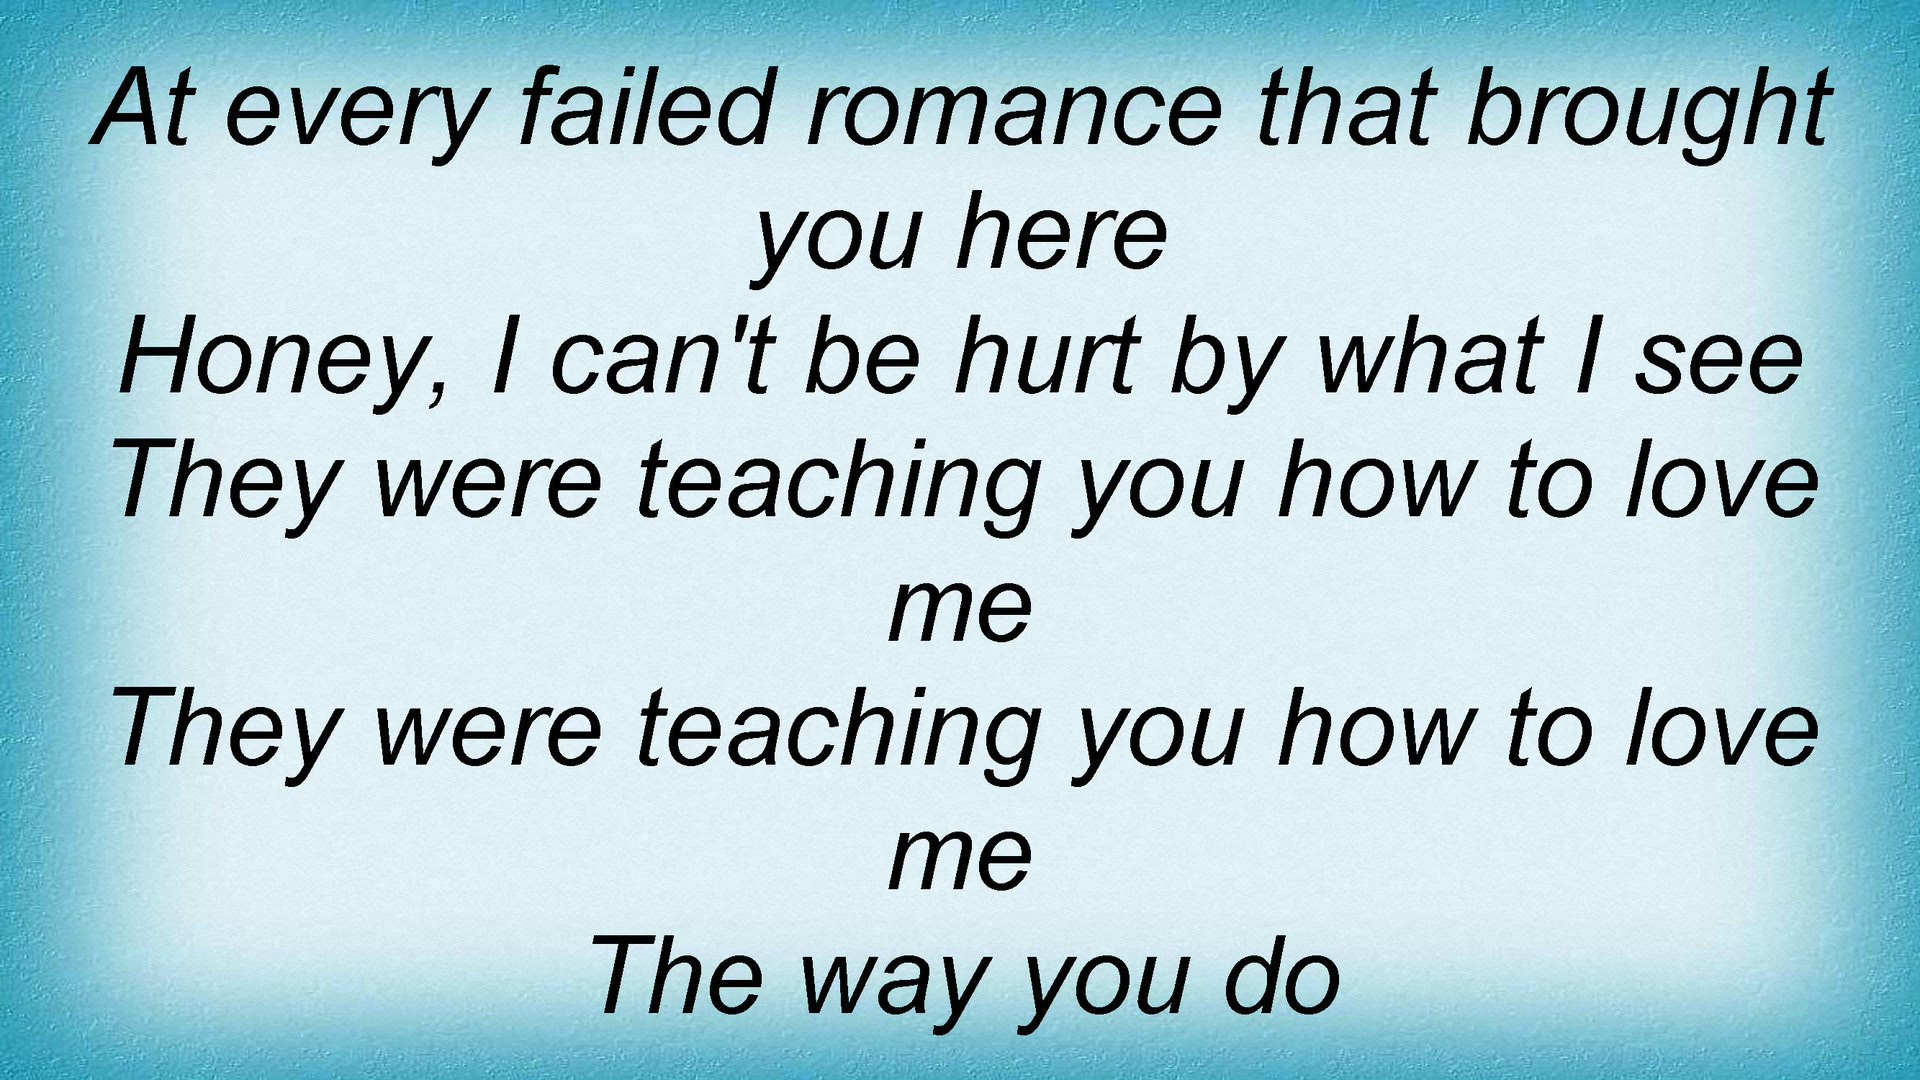 At every failed romance that brought
you here
Honey, I can't be hurt by what I see
They were teaching you how to love
me
They were teaching you how to love
me
The way you do